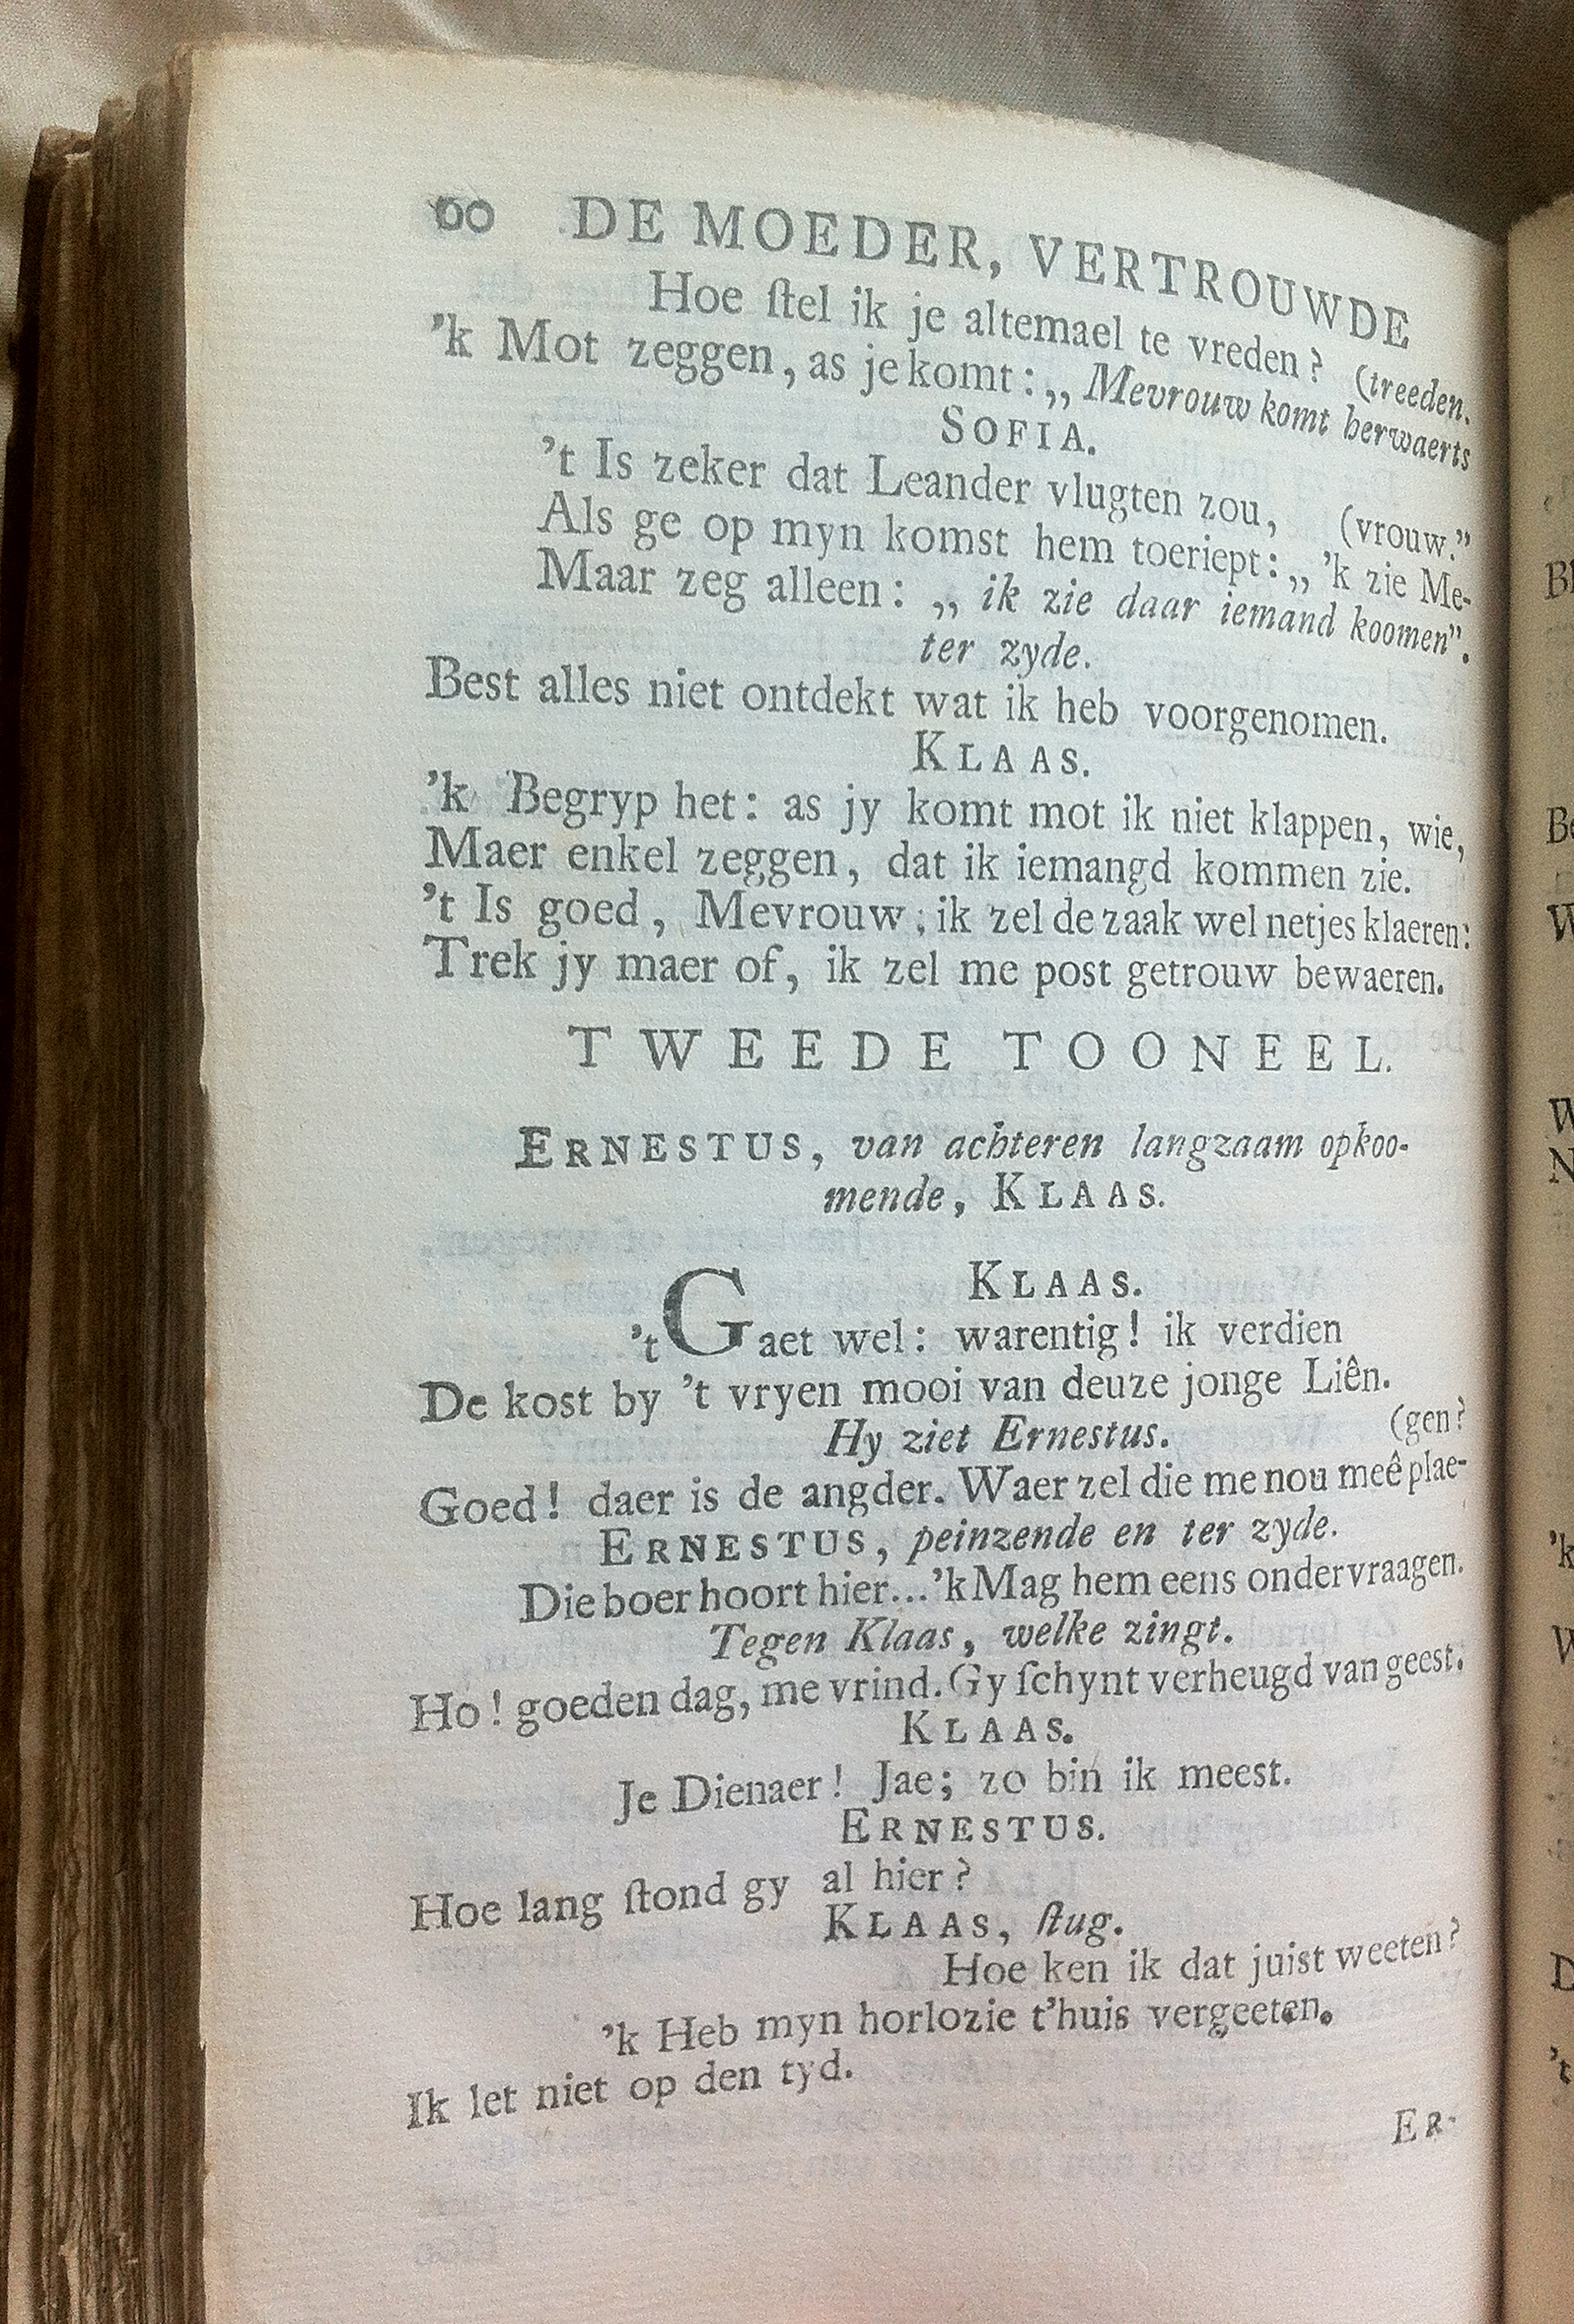 60 DE MOEDER, VERTROUWDE
Hoe ſtel ik je altemael te vreden? (treeden.
'k Mot zeggen, as je komt: „ Mevrouw komt herwaerts
SOFIA.
't Is zeker dat Leander vlugten zou, (vrouw.”
Als ge op myn komst hem toeriept: „ 'k zie Me-
Maar zeg alleen: „ ik zie daar iemand koomen”.
ter zyde.
Best alles niet ontdekt wat ik heb voorgenomen.
KLAAS.
'k Begryp het: as jy komt mot ik niet klappen, wie,
Maer enkel zeggen, dat ik iemangd kommen zie.
't Is goed, Mevrouw; ik zel de zaak wel netjes klaeren:
Trek jy maer of, ik zel me post getrouw bewaeren.
TWEEDE TOONEEL.
ERNESTUS, van achteren langzaam opkoo-
mende, KLAAS.
KLAAS.
't Gaet wel: warentig! ik verdien
De kost by 't vryen mooi van deuze jonge Liên.
Hy ziet Ernestus. (gen?
Goed! daer is de angder. Waer zel die me nou meê plae-
ERNESTUS, peinzende en ter zyde.
Die boer hoort hier...'k Mag hem eens ondervraagen.
Tegen Klaas, welke zingt.
Ho! goeden dag, me vrind. Gy ſchynt verheugd van geest.
KLAAS.
Je Dienaer! Jae; zo bin ik meest.
ERNESTUS.
Hoe lang ſtond gy al hier?
KLAAS, ſtug.
Hoe ken ik dat juist weeten?
'k Heb myn horlozie t'huis vergeeten.
Ik let niet op den tyd.
ER-